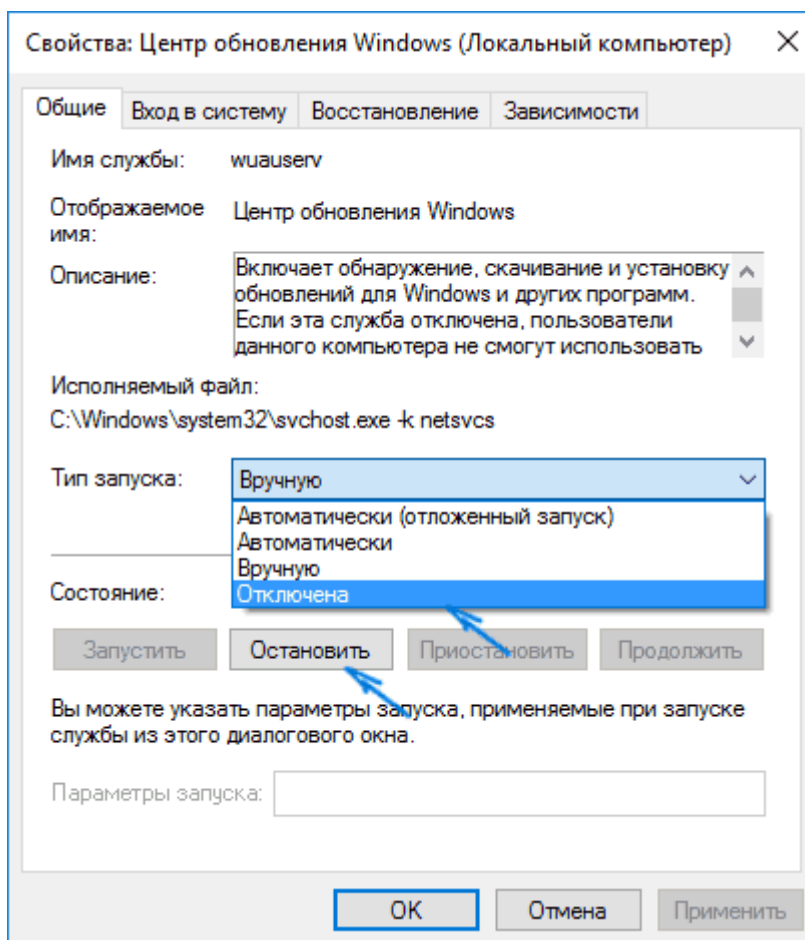 Свойства: Центр обновления Windows (Локальный компьютер)
Общие Вход в систему Восстановление Зависимости
Имя службы: wuauserv
Отображаемое имя: Центр обновления Windows
Описание: Включает обнаружение, скачивание и установку
обновлений для Windows и других программ.
Если эта служба отключена, пользователи
данного компьютера не смогут использовать
Исполняемый файл:
C:\Windows\system32\svchost.exe -k netsvcs
Тип запуска: Вручную
Автоматически (отложенный запуск)
Автоматически
Вручную
Состояние: Отключена
Запустить Остановить Приостановить Продолжить
Вы можете указать параметры запуска, применяемые при запуске
службы из этого диалогового окна.
Параметры запуска:
OK Отмена Применить